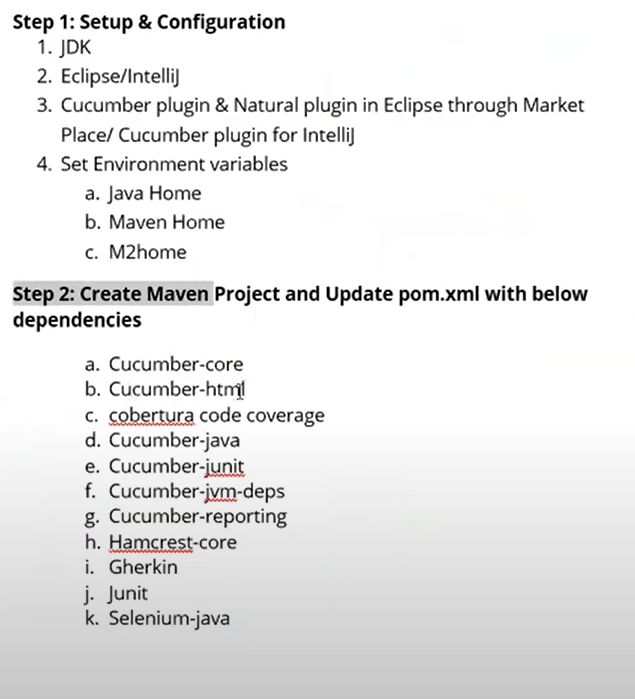 Step 1: Setup & Configuration
1. JDK
2. Eclipse/IntelliJ
3. Cucumber plugin & Natural plugin in Eclipse through Market
Place/ Cucumber plugin for IntelliJ
4. Set Environment variables
a. Java Home
b. Maven Home
c. M2home
Step 2: Create Maven Project and Update pom.xml with below
dependencies
a. Cucumber-core
b. Cucumber-html
c. cobertura code coverage
d. Cucumber-java
e. Cucumber-junit
f. Cucumber-jvm-deps
g. Cucumber-reporting
h. Hamcrest-core
i. Gherkin
j. Junit
k. Selenium-java